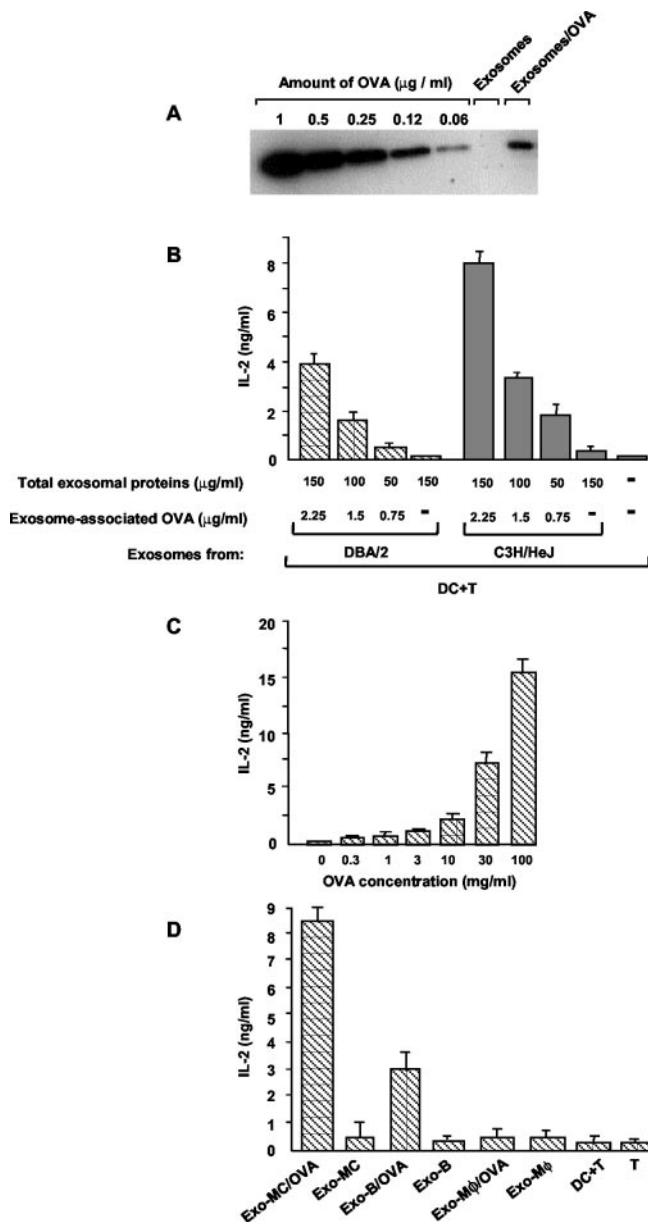 Exosomes
Exosomes/OVA
Amount of OVA (μg / ml)
A
1 0.5 0.25 0.12 0.06
B
IL-2 (ng/ml)
8
6
4
2
0
Total exosomal proteins (μg/ml) 150 100 50 150 150 100 50 150 -
Exosome-associated OVA (μg/ml) 2.25 1.5 0.75 - 2.25 1.5 0.75 - -
Exosomes from: DBA/2 C3H/HeJ
DC+T
C
IL-2 (ng/ml)
20
15
10
5
0
0 0.3 1 3 10 30 100
OVA concentration (mg/ml)
D
IL-2 (ng/ml)
9
8
7
6
5
4
3
2
1
0
Exo-MC/OVA
Exo-MC
Exo-B/OVA
Exo-B
Exo-Mϕ/OVA
Exo-Mϕ
DC+T
T